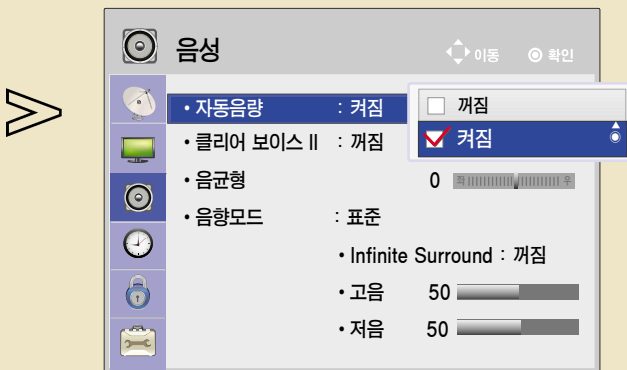 음성
이동 확인
• 자동음량 : 켜짐
꺼짐
켜짐
• 클리어 보이스 II : 꺼짐
• 음균형 0 좌 우
• 음향모드 : 표준
• Infinite Surround : 꺼짐
• 고음 50
• 저음 50